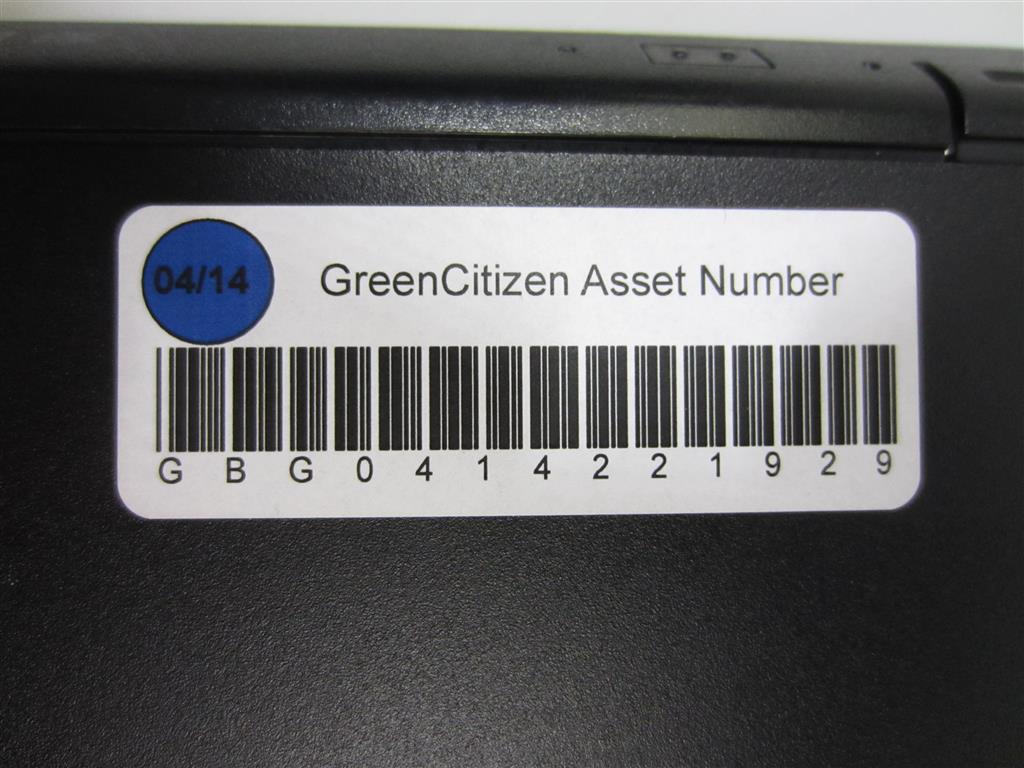 04/14
GreenCitizen Asset Number
G B G 0 4 1 4 2 2 1 9 2 9